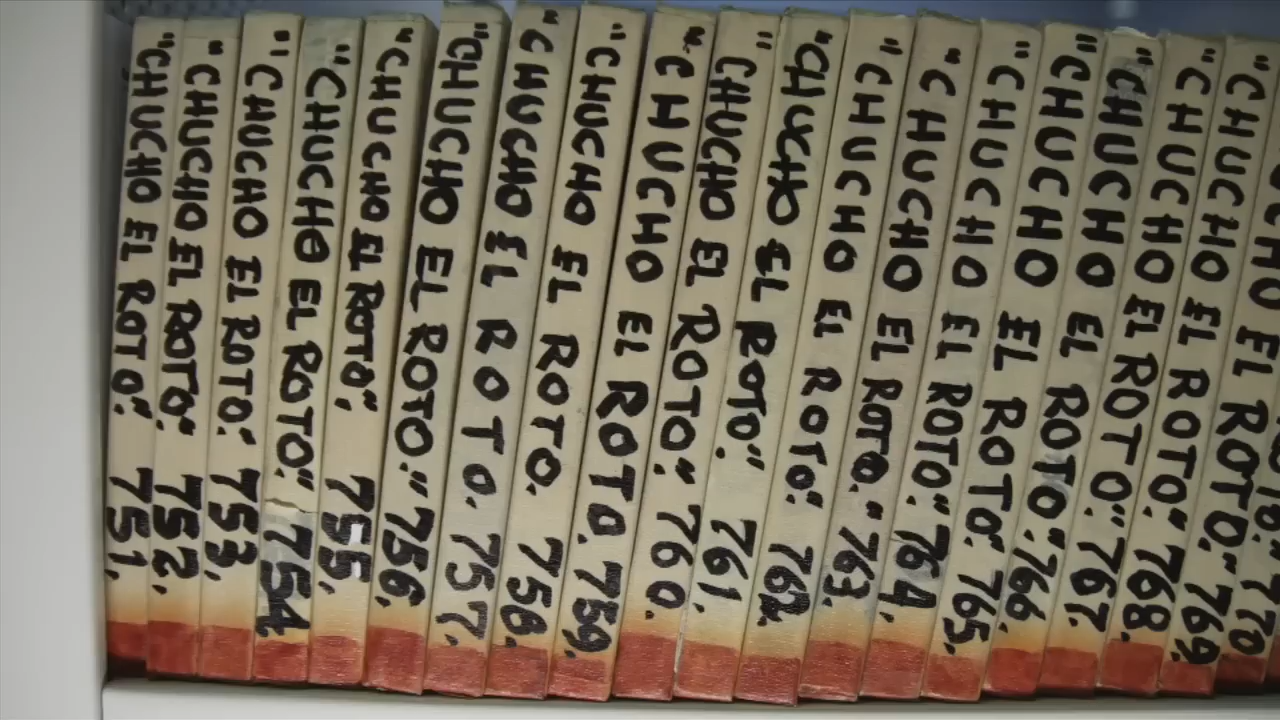 "CHUCHO EL ROTO." 751.
"CHUCHO EL ROTO." 752.
"CHUCHO EL ROTO." 753.
"CHUCHO EL ROTO." 754.
"CHUCHO EL ROTO", 755.
"CHUCHO EL ROTO." 756.
"CHUCHO EL ROTO. 757.
"CHUCHO EL ROTO. 758.
"CHUCHO EL ROTO. 759.
"CHUCHO EL ROTO." 760.
"CHUCHO EL ROTO." 761.
"CHUCHO EL ROTO." 762.
"CHUCHO EL ROTO." 763.
"CHUCHO EL ROTO." 764.
"CHUCHO EL ROTO." 765.
"CHUCHO EL ROTO." 766.
"CHUCHO EL ROTO." 767.
"CHUCHO EL ROTO." 768.
"CHUCHO EL ROTO." 769.
CHO EL ROTO." 770